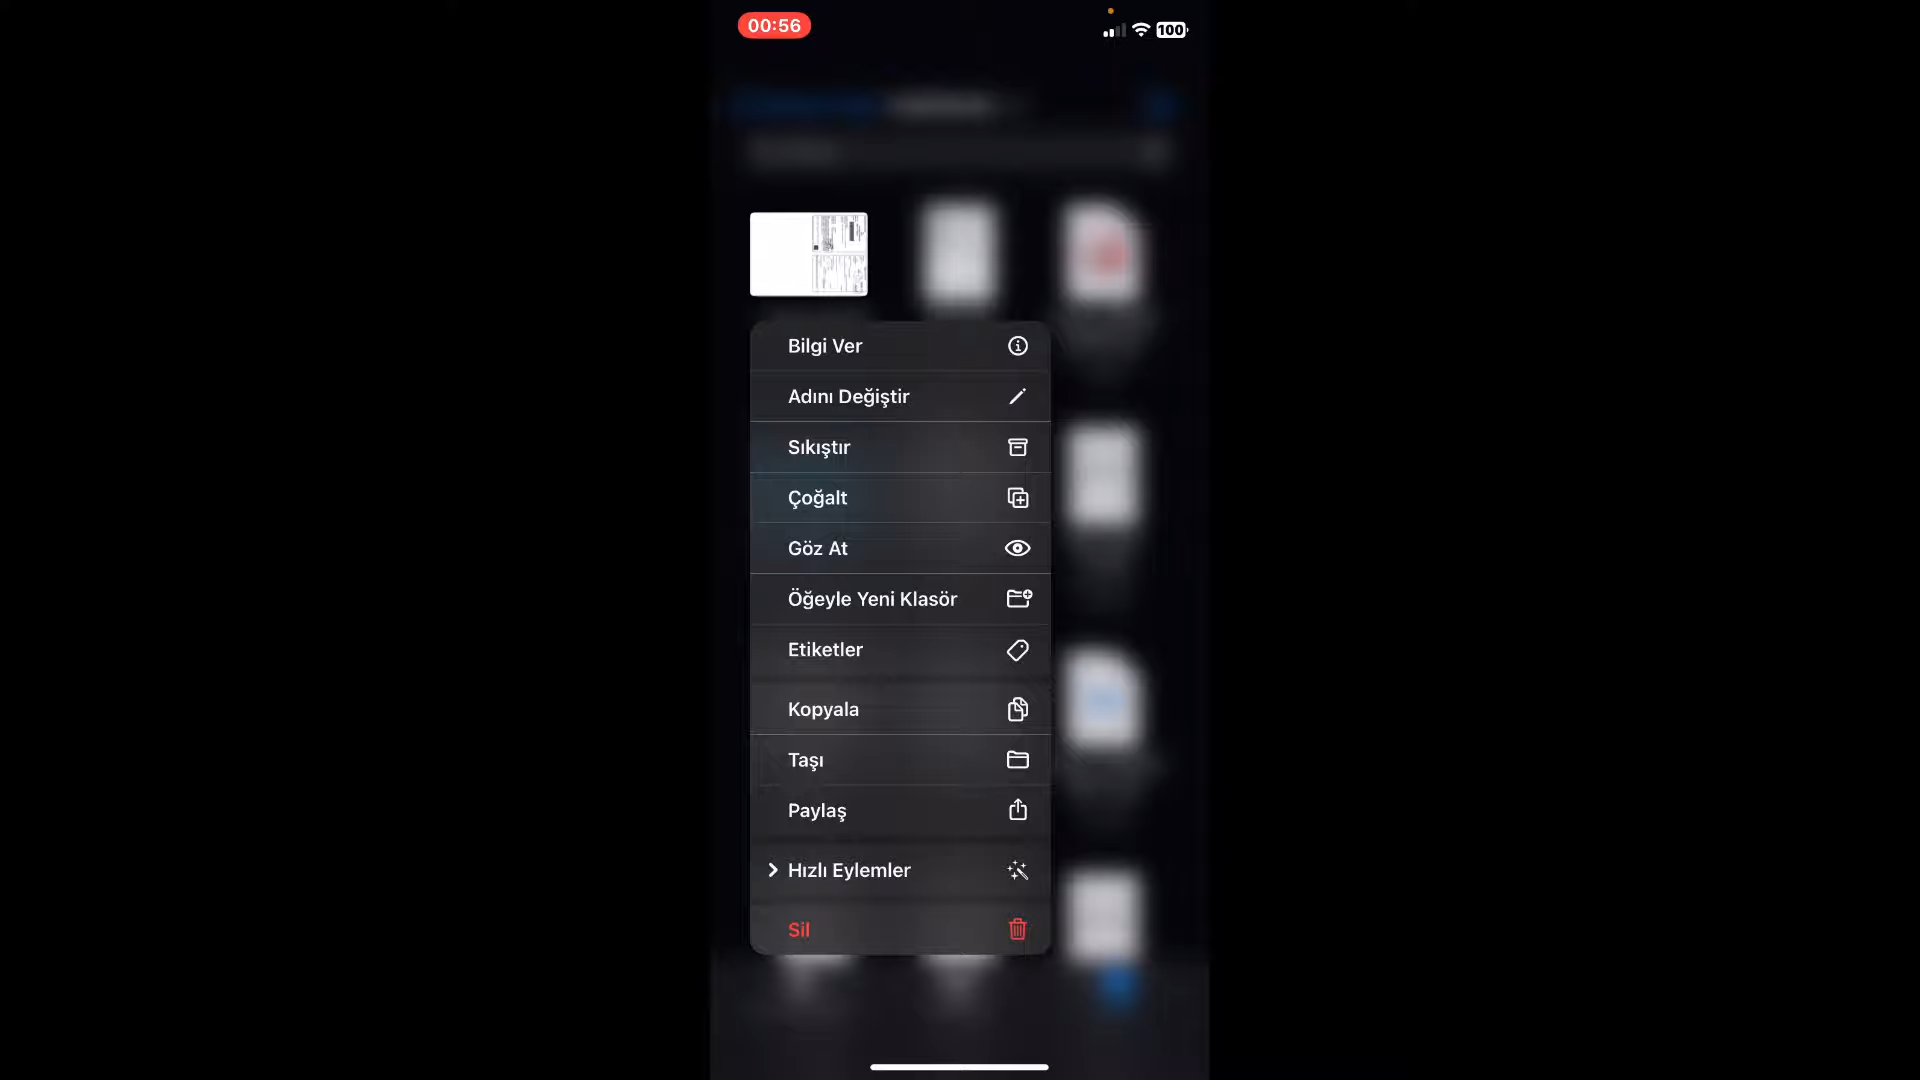 00:56
100
Bilgi Ver
Adını Değiştir
Sıkıştır
Çoğalt
Göz At
Öğeyle Yeni Klasör
Etiketler
Kopyala
Taşı
Paylaş
Hızlı Eylemler
Sil